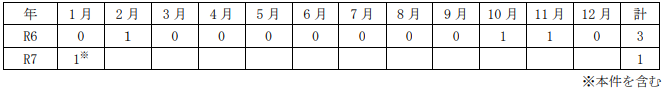 年 1月 2月 3月 4月 5月 6月 7月 8月 9月 10月 11月 12月 計
R6 0 1 0 0 0 0 0 0 0 1 1 0 3
R7 1※ 1
※本件を含む